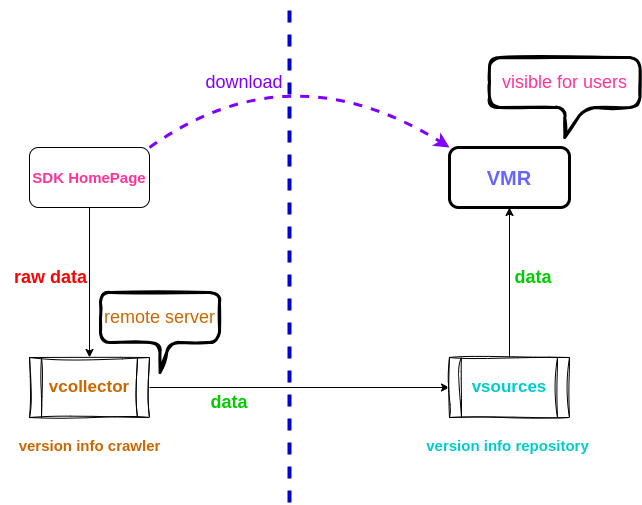 download
visible for users
SDK HomePage
VMR
raw data
data
remote server
vcollector
vsources
data
version info crawler
version info repository